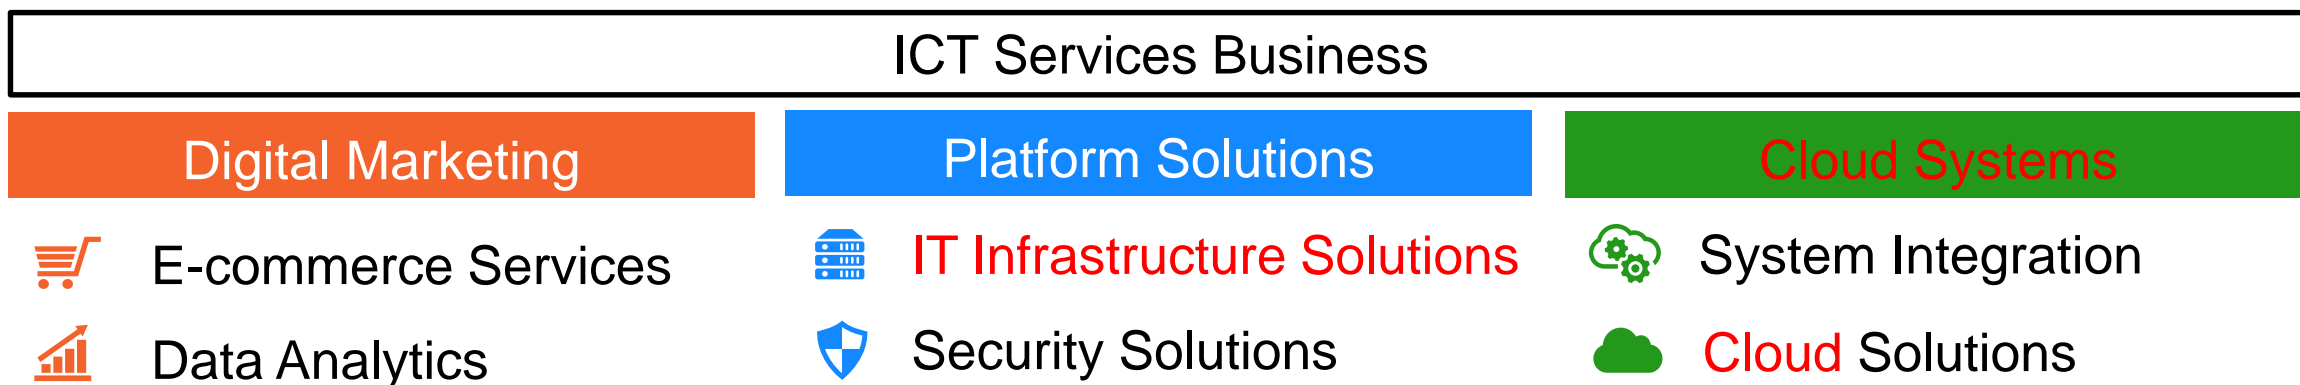 ICT Services Business
Digital Marketing
Platform Solutions
Cloud Systems
E-commerce Services
IT Infrastructure Solutions
System Integration
Data Analytics
Security Solutions
Cloud Solutions